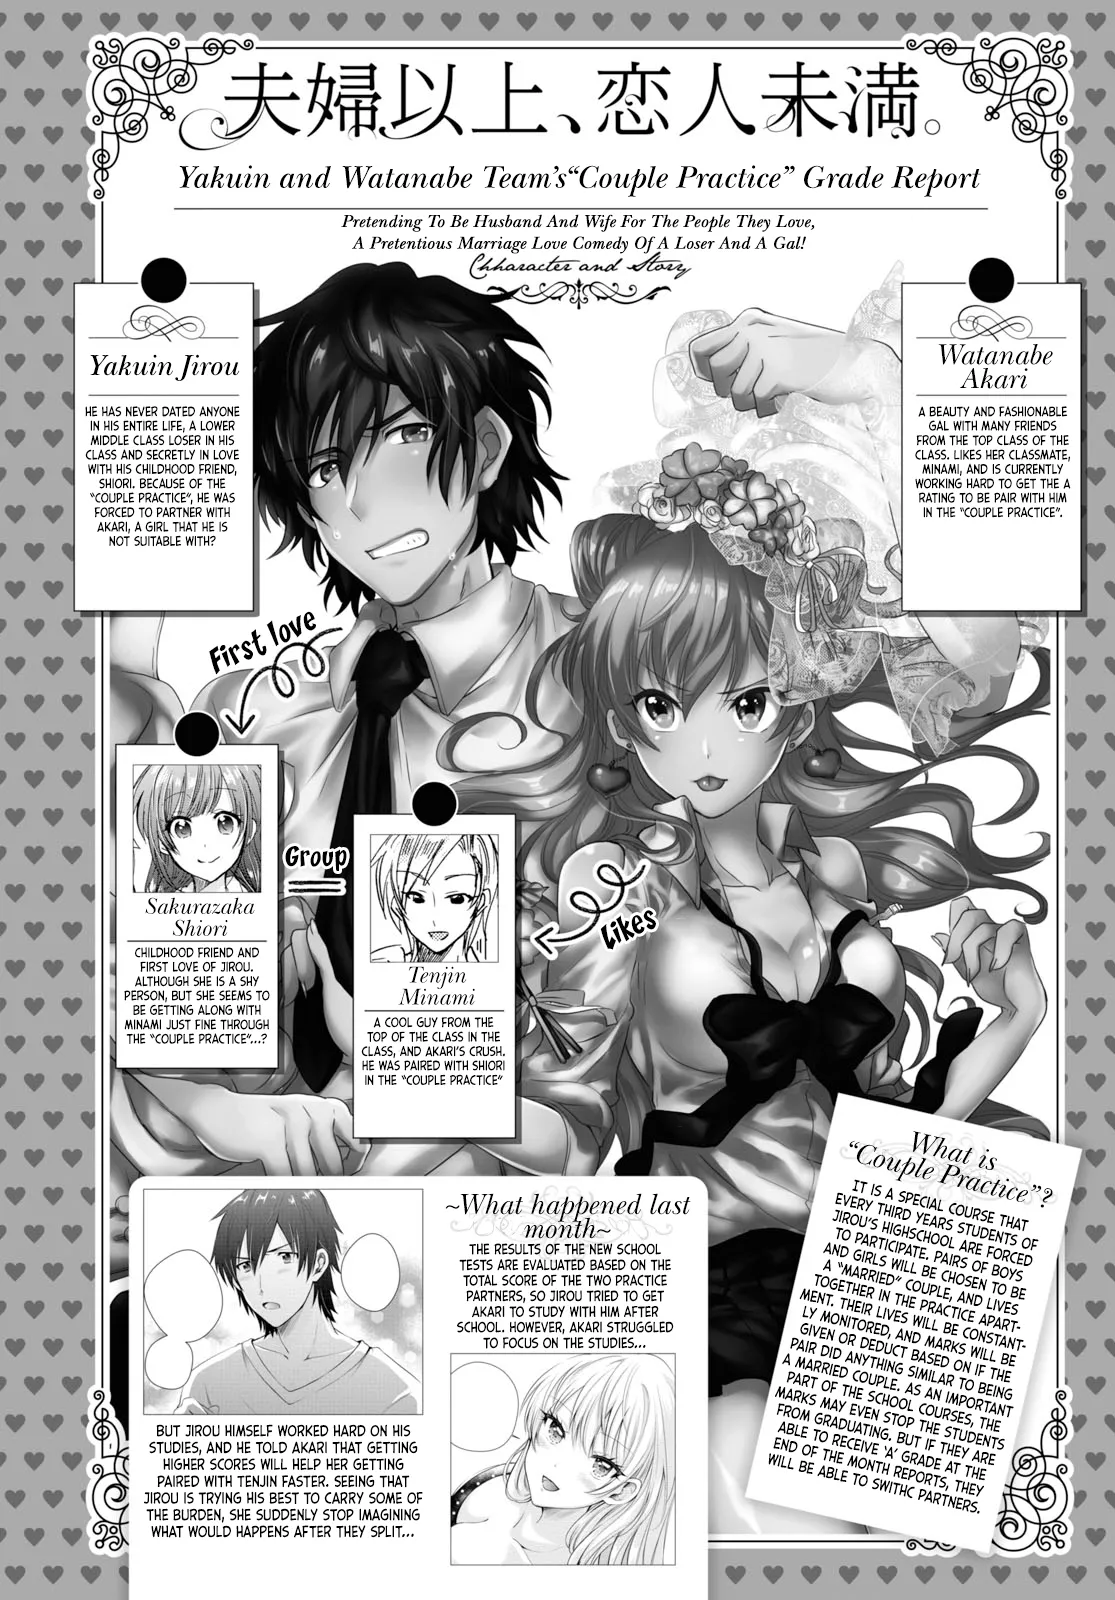 夫婦以上、恋人未満。
Yakuin and Watanabe Team's“Couple Practice” Grade Report
Pretending To Be Husband And Wife For The People They Love,
A Pretentious Marriage Love Comedy Of A Loser And A Gal!
Chharacter and Story
Yakuin Jirou
HE HAS NEVER DATED ANYONE
IN HIS ENTIRE LIFE, A LOWER
MIDDLE CLASS LOSER IN HIS
CLASS AND SECRETLY IN LOVE
WITH HIS CHILDHOOD FRIEND,
SHIORI. BECAUSE OF THE
“COUPLE PRACTICE”, HE WAS
FORCED TO PARTNER WITH
AKARI, A GIRL THAT HE IS
NOT SUITABLE WITH?
Watanabe
Akari
A BEAUTY AND FASHIONABLE
GAL WITH MANY FRIENDS
FROM THE TOP CLASS OF THE
CLASS. LIKES HER CLASSMATE,
MINAMI, AND IS CURRENTLY
WORKING HARD TO GET THE A
RATING TO BE PAIR WITH HIM
IN THE “COUPLE PRACTICE”.
First love
Sakurazaka
Shiori
CHILDHOOD FRIEND AND
FIRST LOVE OF JIROU.
ALTHOUGH SHE IS A SHY
PERSON, BUT SHE SEEMS TO
BE GETTING ALONG WITH
MINAMI JUST FINE THROUGH
THE “COUPLE PRACTICE”...?
Group
Tenjin
Minami
A COOL GUY FROM THE
TOP OF THE CLASS IN THE
CLASS, AND AKARI'S CRUSH.
HE WAS PAIRED WITH SHIORI
IN THE “COUPLE PRACTICE”
Likes
What is
“Couple Practice”?
IT IS A SPECIAL COURSE THAT
EVERY THIRD YEARS STUDENTS OF
JIROU'S HIGHSCHOOL ARE FORCED
TO PARTICIPATE. PAIRS OF BOYS
AND GIRLS WILL BE CHOSEN TO BE
A “MARRIED” COUPLE, AND LIVES
TOGETHER IN THE PRACTICE APART-
MENT. THEIR LIVES WILL BE CONSTANT-
LY MONITORED, AND MARKS WILL BE
GIVEN OR DEDUCT BASED ON IF THE
PAIR DID ANYTHING SIMILAR TO BEING
A MARRIED COUPLE. AS AN IMPORTANT
PART OF THE SCHOOL COURSES, THE
MARKS MAY EVEN STOP THE STUDENTS
FROM GRADUATING. BUT IF THEY ARE
ABLE TO RECEIVE ‘A’ GRADE AT THE
END OF THE MONTH REPORTS, THEY
WILL BE ABLE TO SWITHC PARTNERS.
~What happened last
month~
THE RESULTS OF THE NEW SCHOOL
TESTS ARE EVALUATED BASED ON THE
TOTAL SCORE OF THE TWO PRACTICE
PARTNERS, SO JIROU TRIED TO GET
AKARI TO STUDY WITH HIM AFTER
SCHOOL. HOWEVER, AKARI STRUGGLED
TO FOCUS ON THE STUDIES...
BUT JIROU HIMSELF WORKED HARD ON HIS
STUDIES, AND HE TOLD AKARI THAT GETTING
HIGHER SCORES WILL HELP HER GETTING
PAIRED WITH TENJIN FASTER. SEEING THAT
JIROU IS TRYING HIS BEST TO CARRY SOME OF
THE BURDEN, SHE SUDDENLY STOP IMAGINING
WHAT WOULD HAPPENS AFTER THEY SPLIT...